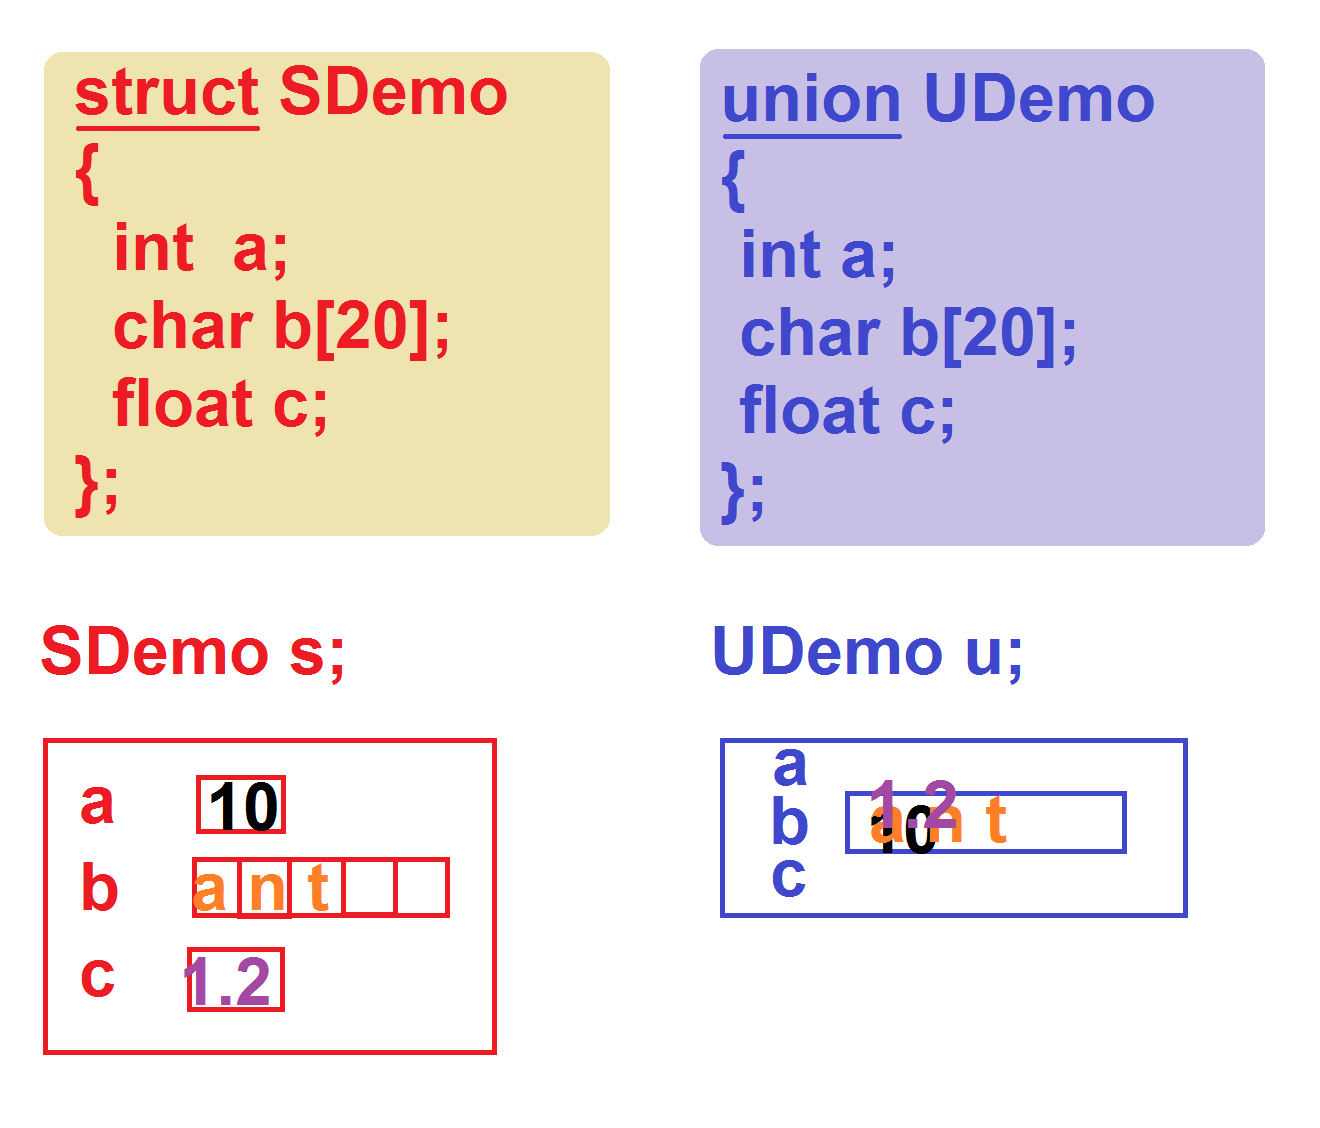 struct SDemo
{
int a;
char b[20];
float c;
};
union UDemo
{
int a;
char b[20];
float c;
};
SDemo s;
a 10
b a n t
c 1.2
UDemo u;
a
b
c
1.2
a n t
10